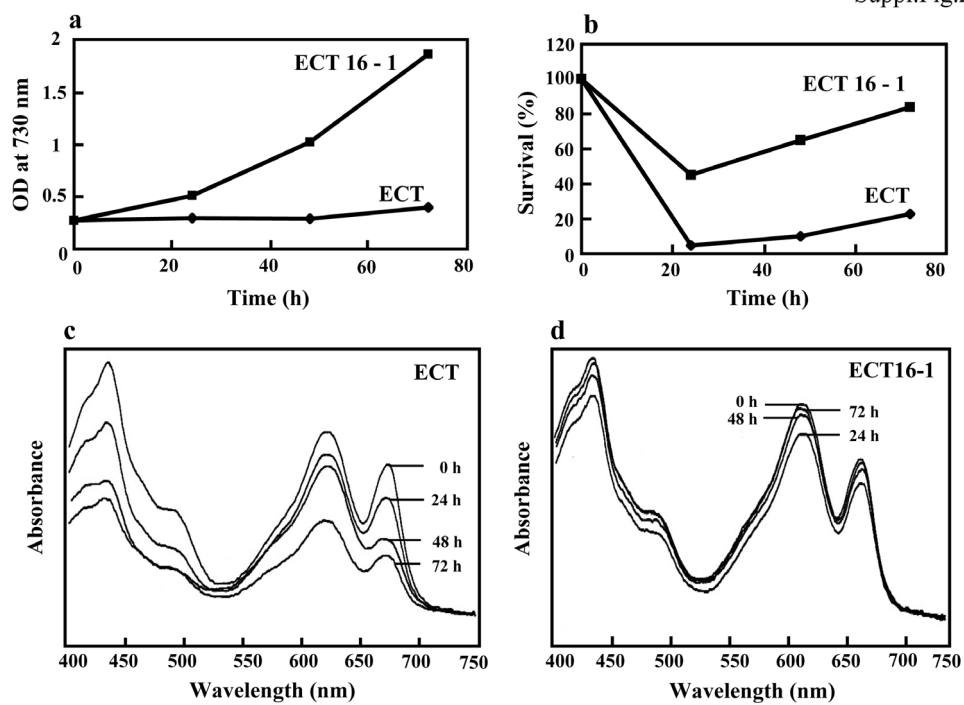 Suppl.Fig.
a
2
1.5
1
0.5
0
OD at 730 nm
ECT 16 - 1
ECT
0 20 40 60 80
Time (h)
b
120
100
80
60
40
20
0
Survival (%)
ECT 16 - 1
ECT
0 20 40 60 80
Time (h)
c
ECT
0 h
24 h
48 h
72 h
Absorbance
400 450 500 550 600 650 700 750
Wavelength (nm)
d
ECT16-1
0 h
72 h
48 h
24 h
Absorbance
400 450 500 550 600 650 700 750
Wavelength (nm)